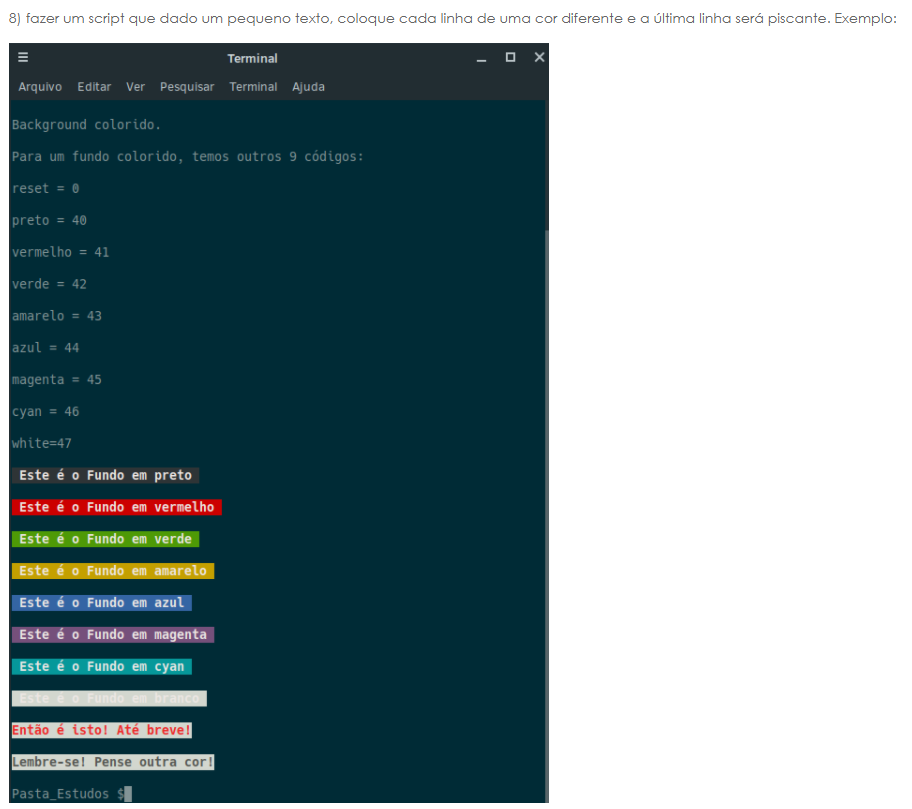 8) fazer um script que dado um pequeno texto, coloque cada linha de uma cor diferente e a última linha será piscante. Exemplo:
Terminal
Arquivo Editar Ver Pesquisar Terminal Ajuda
Background colorido.
Para um fundo colorido, temos outros 9 códigos:
reset = 0
preto = 40
vermelho = 41
verde = 42
amarelo = 43
azul = 44
magenta = 45
cyan = 46
white=47
Este é o Fundo em preto
Este é o Fundo em vermelho
Este é o Fundo em verde
Este é o Fundo em amarelo
Este é o Fundo em azul
Este é o Fundo em magenta
Este é o Fundo em cyan
Este é o Fundo em branco
Então é isto! Até breve!
Lembre-se! Pense outra cor!
Pasta_Estudos $